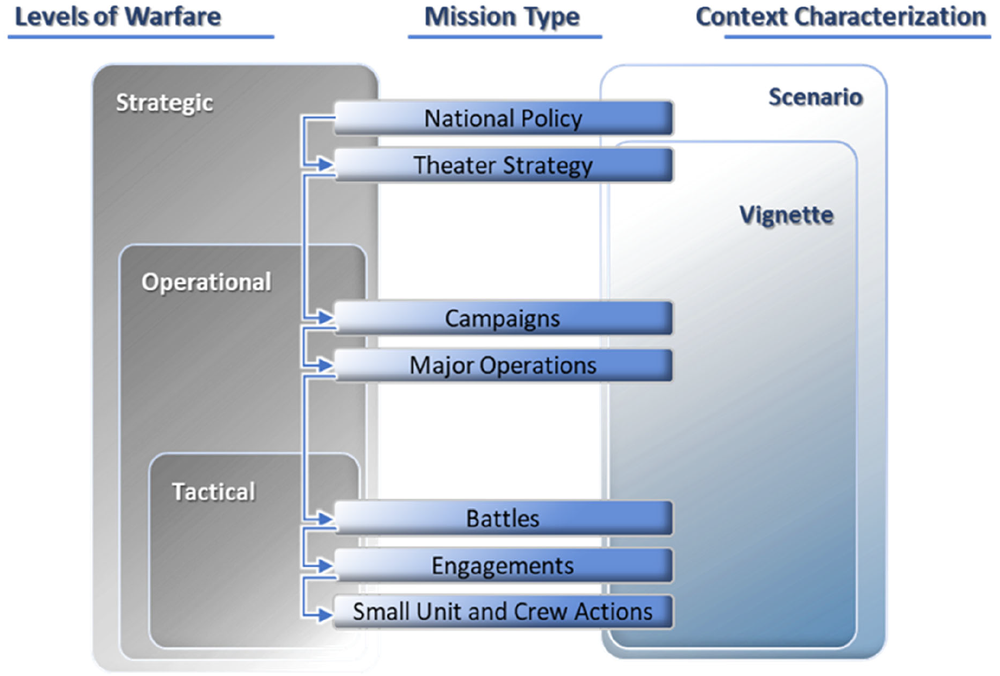 Levels of Warfare
Mission Type
Context Characterization
Strategic
Scenario
National Policy
Theater Strategy
Vignette
Operational
Campaigns
Major Operations
Tactical
Battles
Engagements
Small Unit and Crew Actions